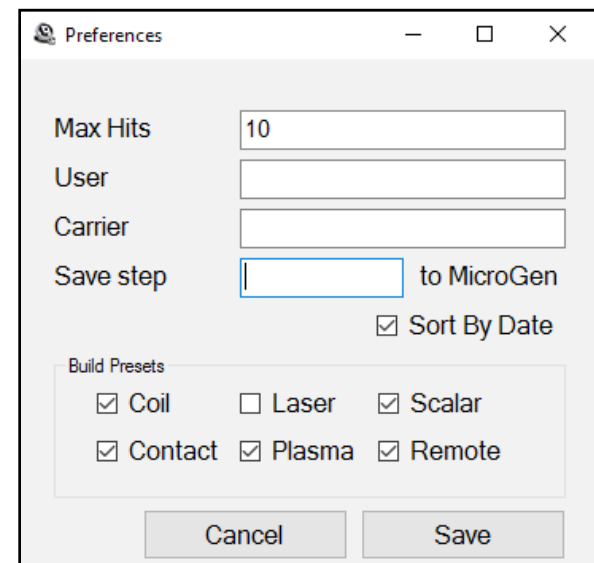 Preferences
Max Hits 10
User
Carrier
Save step to MicroGen
Sort By Date
Build Presets
Coil Laser Scalar
Contact Plasma Remote
Cancel Save